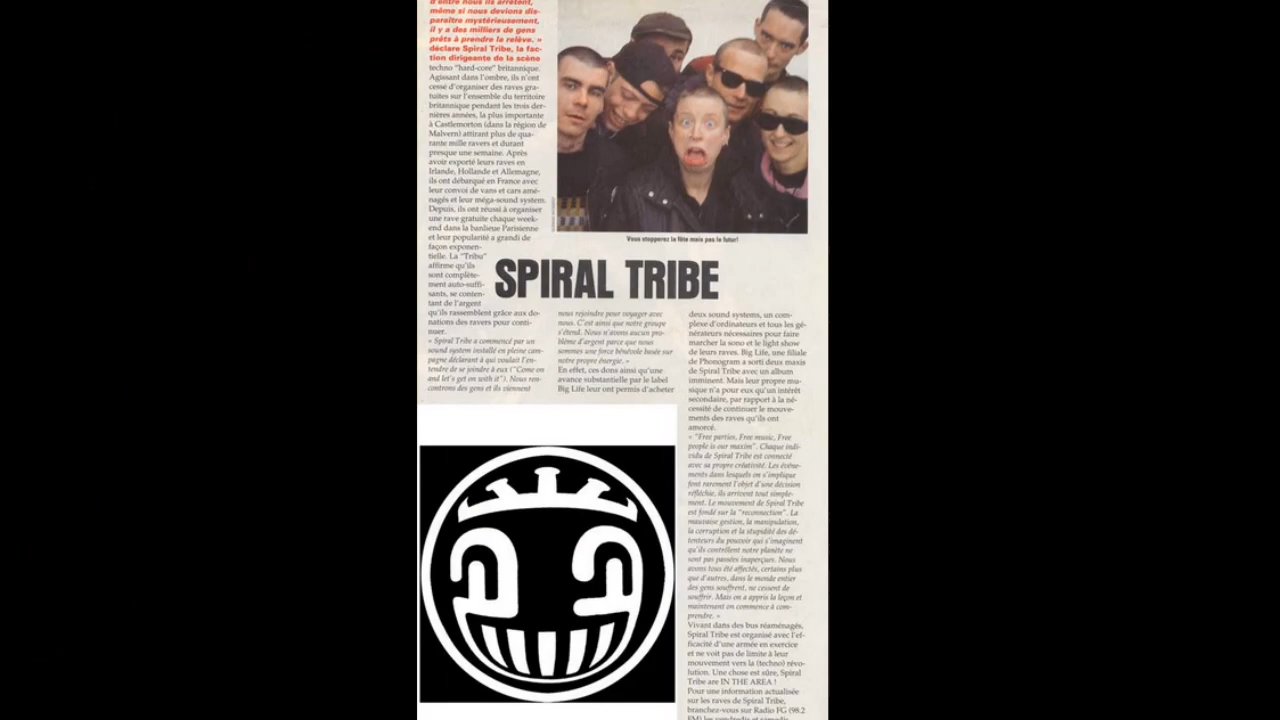 d'entre nous ils arrêtent,
même si nous devions dis-
paraître mystérieusement,
il y a des milliers de gens
prêts à prendre la relève. »
déclare Spiral Tribe, la fac-
tion dirigeante de la scène
techno "hard-core" britannique.
Agissant dans l'ombre, ils n'ont
cessé d'organiser des raves gra-
tuites sur l'ensemble du territoire
britannique pendant les trois der-
nières années, la plus importante
à Castlemorton (dans la région de
Malvern) attirant plus de qua-
rante mille ravers et durant
presque une semaine. Après
avoir exporté leurs raves en
Irlande, Hollande et Allemagne,
ils ont débarqué en France avec
leur convoi de vans et cars amé-
nagés et leur méga-sound system.
Depuis, ils ont réussi à organiser
une rave gratuite chaque week-
end dans la banlieue Parisienne
et leur popularité a grandi de
façon exponen-
tielle. La "Tribu"
affirme qu'ils
sont complète-
ment auto-suffi-
sants, se conten-
tant de l'argent
qu'ils rassemblent grâce aux do-
nations des ravers pour conti-
nuer.
« Spiral Tribe a commencé par un
sound system installé en pleine cam-
pagne déclarant à qui voulait l'en-
tendre de se joindre à eux ("Come on
and let's get on with it"). Nous ren-
controns des gens et ils viennent
Vous stopperez la fête mais pas le futur!
SPIRAL TRIBE
nous rejoindre pour voyager avec
nous. C'est ainsi que notre groupe
s'étend. Nous n'avons aucun pro-
blème d'argent parce que nous
sommes une force bénévole basée sur
notre propre énergie. »
En effet, ces dons ainsi qu'une
avance substantielle par le label
Big Life leur ont permis d'acheter
deux sound systems, un com-
plexe d'ordinateurs et tous les gé-
nérateurs nécessaires pour faire
marcher la sono et le light show
de leurs raves. Big Life, une filiale
de Phonogram a sorti deux maxis
de Spiral Tribe avec un album
imminent. Mais leur propre mu-
sique n'a pour eux qu'un intérêt
secondaire, par rapport à la né-
cessité de continuer le mouve-
ments des raves qu'ils ont
amorcé.
« "Free parties, Free music, Free
people is our maxim". Chaque indi-
vidu de Spiral Tribe est connecté
avec sa propre créativité. Les évène-
ments dans lesquels on s'implique
font rarement l'objet d'une décision
réfléchie, ils arrivent tout simple-
ment. Le mouvement de Spiral Tribe
est fondé sur la "reconnection". La
mauvaise gestion, la manipulation,
la corruption et la stupidité des dé-
tenteurs du pouvoir qui s'imaginent
qu'ils contrôlent notre planète ne
sont pas passées inaperçues. Nous
avons tous été affectés, certains plus
que d'autres, dans le monde entier
des gens souffrent, ne cessent de
souffrir. Mais on a appris la leçon et
maintenant on commence à com-
prendre. »
Vivant dans des bus réaménagés,
Spiral Tribe est organisé avec l'ef-
ficacité d'une armée en exercice
et ne voit pas de limite à leur
mouvement vers la (techno) révo-
lution. Une chose est sûre, Spiral
Tribe are IN THE AREA !
Pour une information actualisée
sur les raves de Spiral Tribe,
branchez-vous sur Radio FG (98.2
FM) les vendredis et samedis